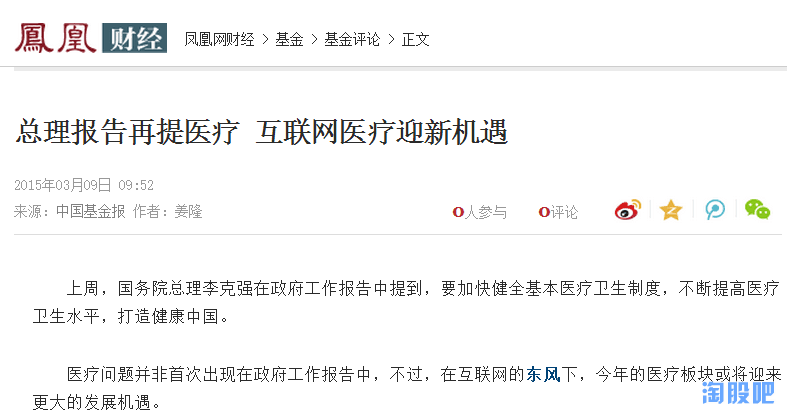 鳳凰 财经 凤凰网财经 > 基金 > 基金评论 > 正文
总理报告再提医疗 互联网医疗迎新机遇
2015年03月09日 09:52
来源：中国基金报 作者：姜隆 0人参与 0评论
上周，国务院总理李克强在政府工作报告中提到，要加快健全基本医疗卫生制度，不断提高医疗
卫生水平，打造健康中国。
医疗问题并非首次出现在政府工作报告中，不过，在互联网的东风下，今年的医疗板块或将迎来
更大的发展机遇。
淘股吧